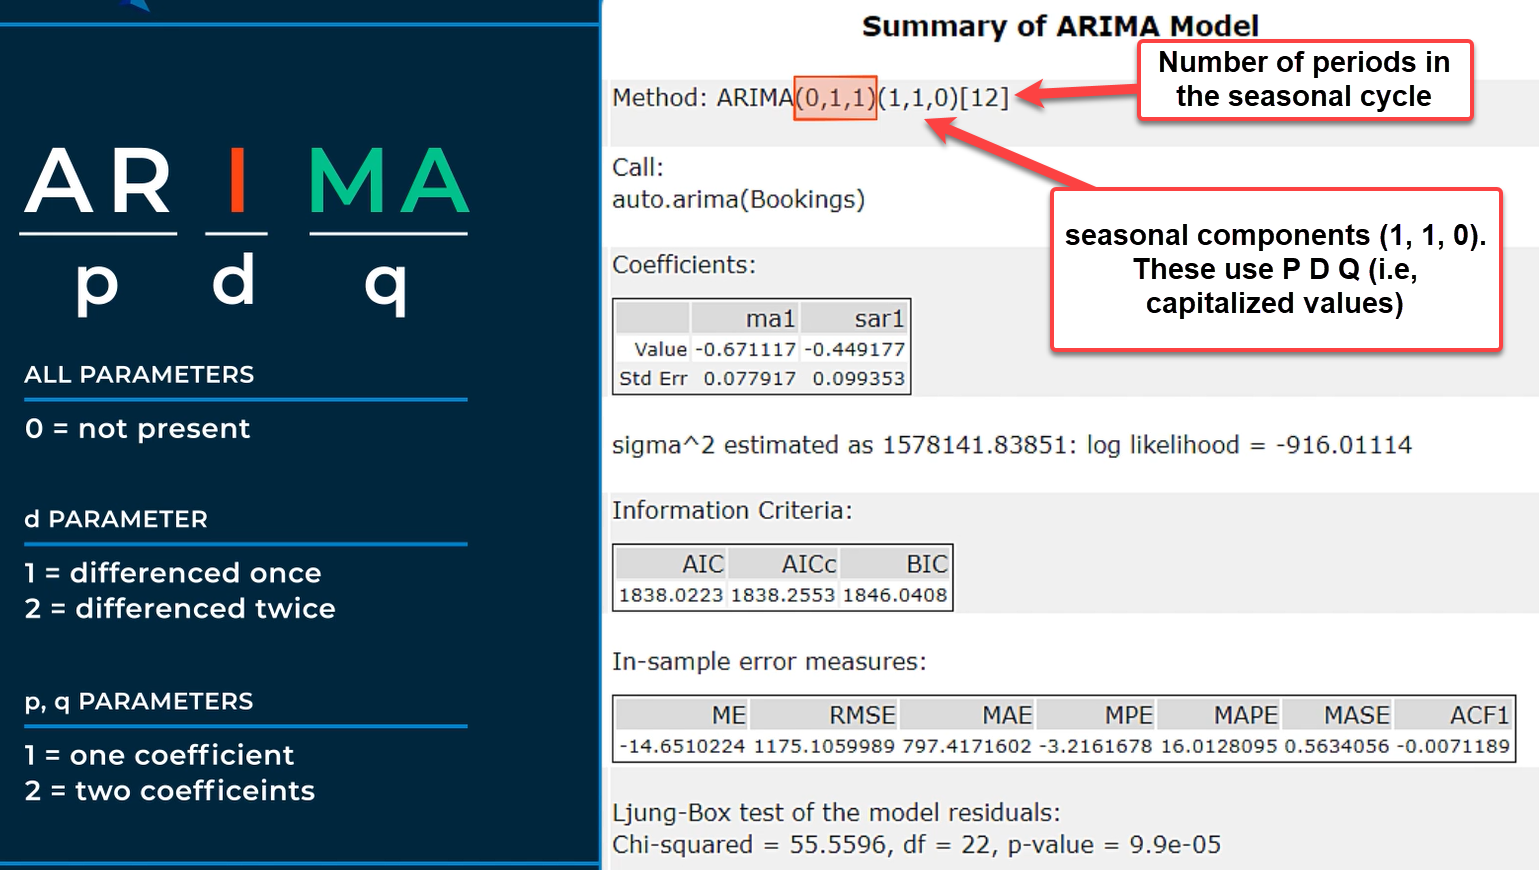 AR I MA
p d q
ALL PARAMETERS
0 = not present
d PARAMETER
1 = differenced once
2 = differenced twice
p, q PARAMETERS
1 = one coefficient
2 = two coefficeints
Summary of ARIMA Model
Method: ARIMA(0,1,1)(1,1,0)[12]
Number of periods in
the seasonal cycle
Call:
auto.arima(Bookings)
seasonal components (1, 1, 0).
These use P D Q (i.e,
capitalized values)
Coefficients:
ma1 sar1
Value -0.671117 -0.449177
Std Err 0.077917 0.099353
sigma^2 estimated as 1578141.83851: log likelihood = -916.01114
Information Criteria:
AIC AICc BIC
1838.0223 1838.2553 1846.0408
In-sample error measures:
ME RMSE MAE MPE MAPE MASE ACF1
-14.6510224 1175.1059989 797.4171602 -3.2161678 16.0128095 0.5634056 -0.0071189
Ljung-Box test of the model residuals:
Chi-squared = 55.5596, df = 22, p-value = 9.9e-05